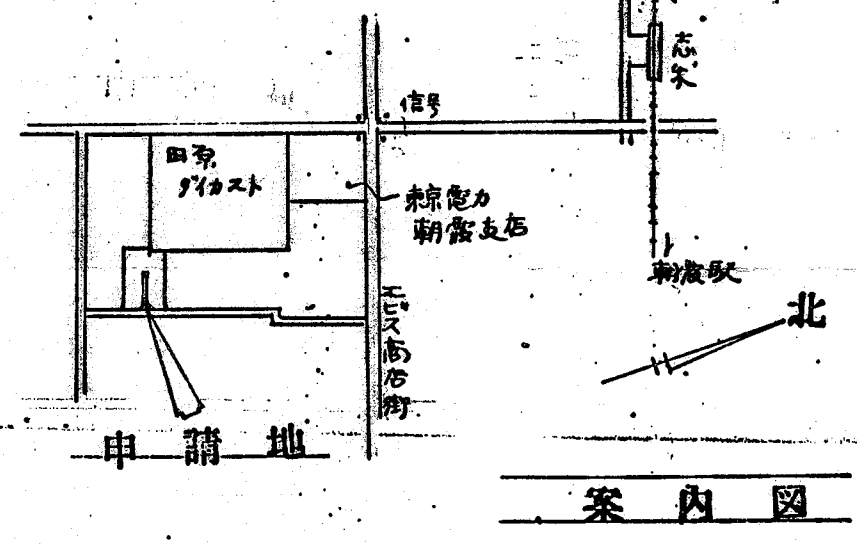 志木
信号
田原
ダイカスト
東京電力
朝霞支店
朝霞駅
エビス商店街
北
申請地
案内図